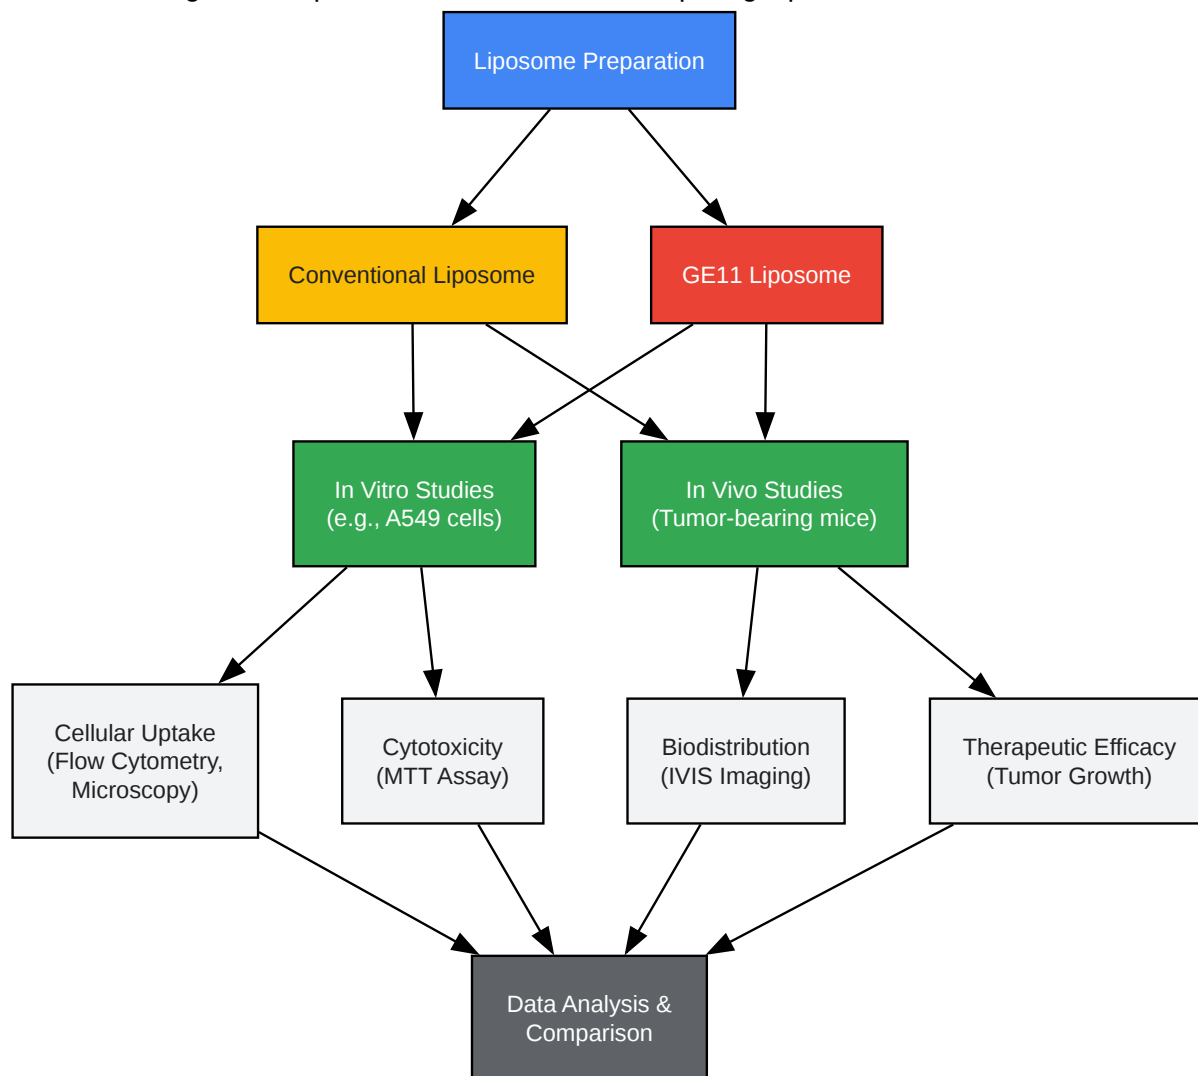 Liposome Preparation
Conventional Liposome
GE11 Liposome
In Vitro Studies
(e.g., A549 cells)
In Vivo Studies
(Tumor-bearing mice)
Cellular Uptake
(Flow Cytometry,
Microscopy)
Cytotoxicity
(MTT Assay)
Biodistribution
(IVIS Imaging)
Therapeutic Efficacy
(Tumor Growth)
Data Analysis &
Comparison